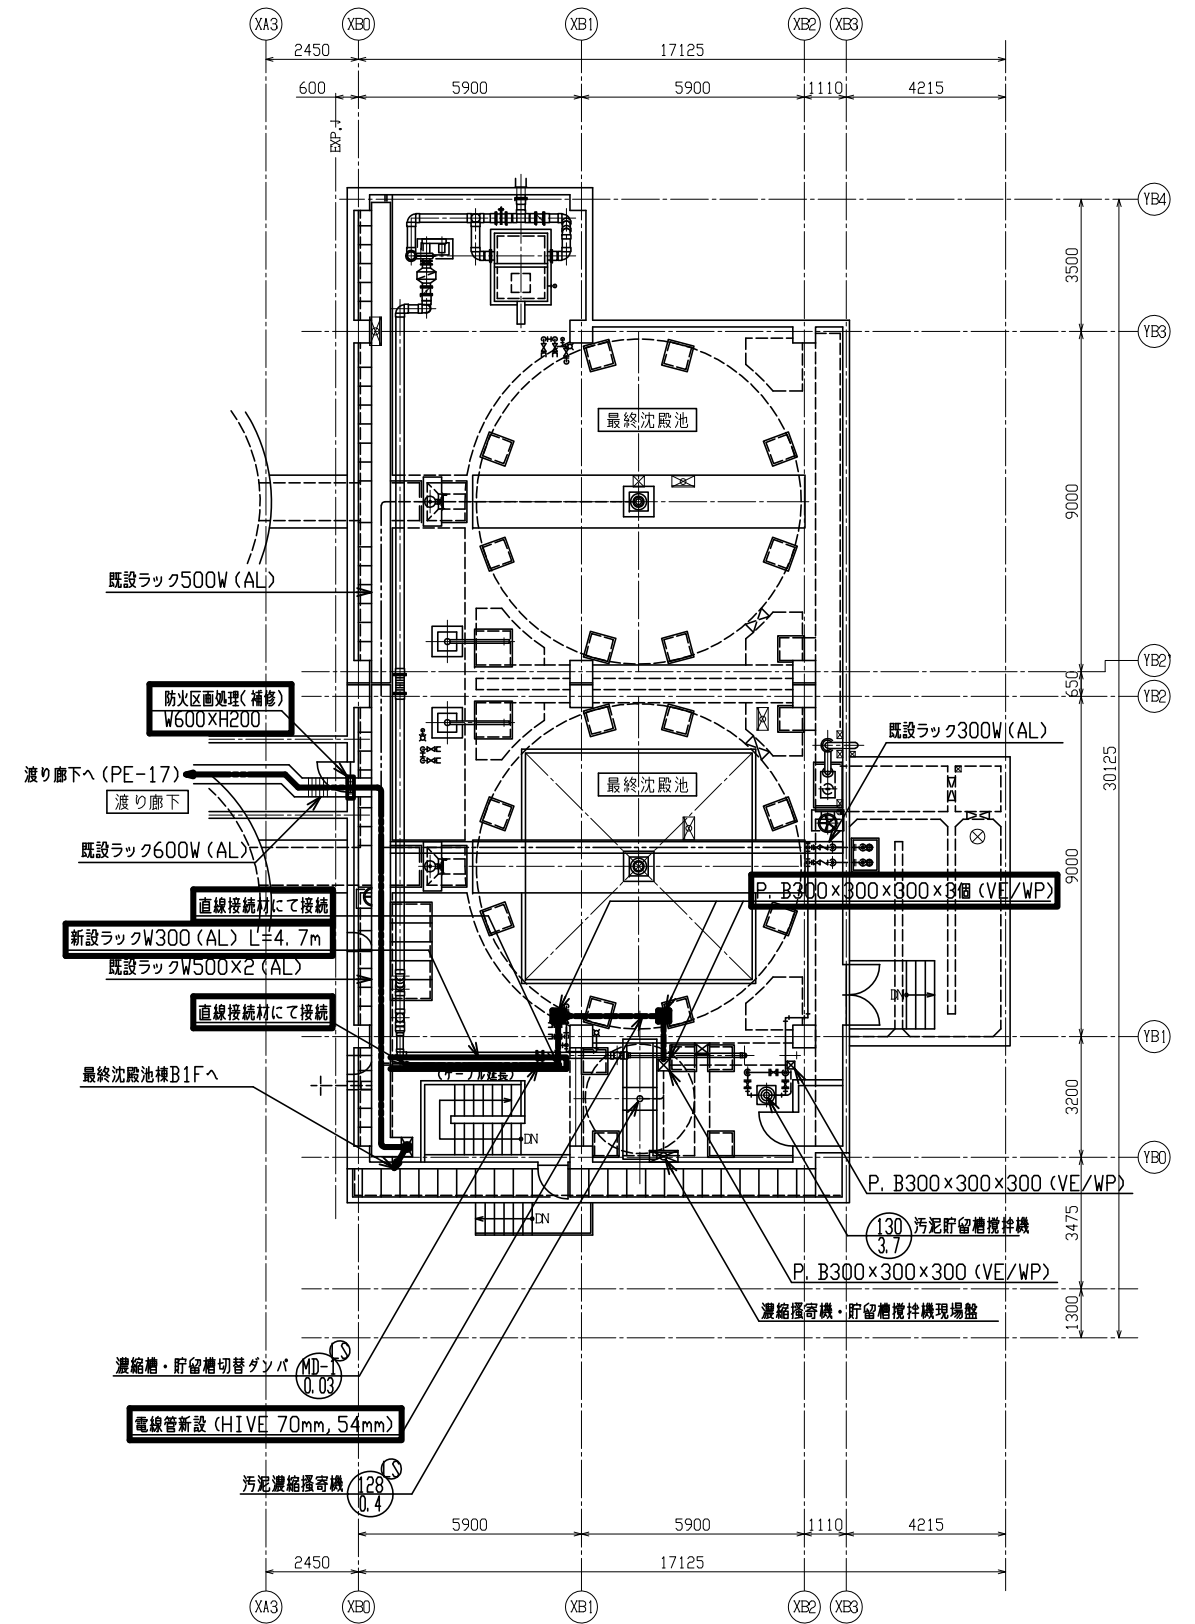 XA3 XB0 XB1 XB2 XB3
2450 17125
600 5900 5900 1110 4215
EXP.J
YB4
3500
YB3
最終沈殿池
9000
既設ラック500W(AL)
YB2'
650
YB2
防火区画処理(補修)
W600×H200
既設ラック300W(AL)
30125
渡り廊下へ(PE-17)
渡り廊下
最終沈殿池
既設ラック600W(AL)
9000
P. B300×300×300×3個(VE/WP)
直線接続材にて接続
新設ラックW300(AL) L=4. 7m
既設ラックW500×2(AL)
DN
直線接続材にて接続
YB1
最終沈殿池棟B1Fへ
(ケーブル延長)
3200
DN
YB0
P. B300×300×300(VE/WP)
DN
130
3.7
汚泥貯留槽撹拌機
3475
P. B300×300×300(VE/WP)
濃縮掻寄機・貯留槽撹拌機現場盤
1300
濃縮槽・貯留槽切替ダンパ
MD-1
0.03
LS
電線管新設(HIVE 70mm, 54mm)
汚泥濃縮掻寄機
128
0.4
LS
5900 5900 1110 4215
2450 17125
XA3 XB0 XB1 XB2 XB3